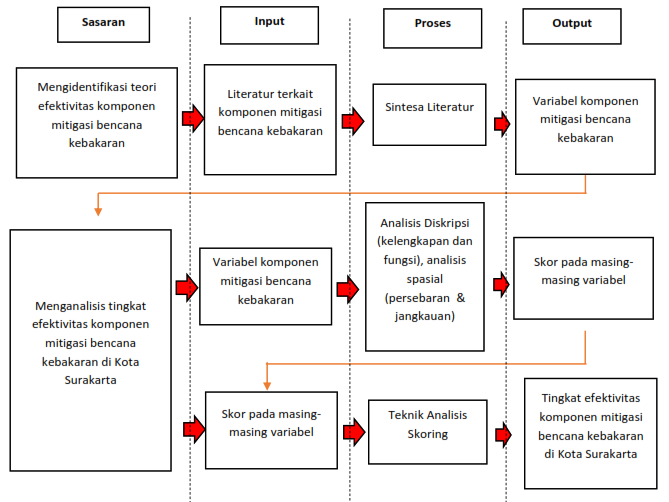 Sasaran
Input
Proses
Output
Mengidentifikasi teori
efektivitas komponen
mitigasi bencana
kebakaran
Literatur terkait
komponen mitigasi
bencana kebakaran
Sintesa Literatur
Variabel komponen
mitigasi bencana
kebakaran
Menganalisis tingkat
efektivitas komponen
mitigasi bencana
kebakaran di Kota
Surakarta
Variabel komponen
mitigasi bencana
kebakaran
Analisis Diskripsi
(kelengkapan dan
fungsi), analisis
spasial
(persebaran &
jangkauan)
Skor pada masing-
masing variabel
Skor pada masing-
masing variabel
Teknik Analisis
Skoring
Tingkat efektivitas
komponen mitigasi
bencana kebakaran
di Kota Surakarta